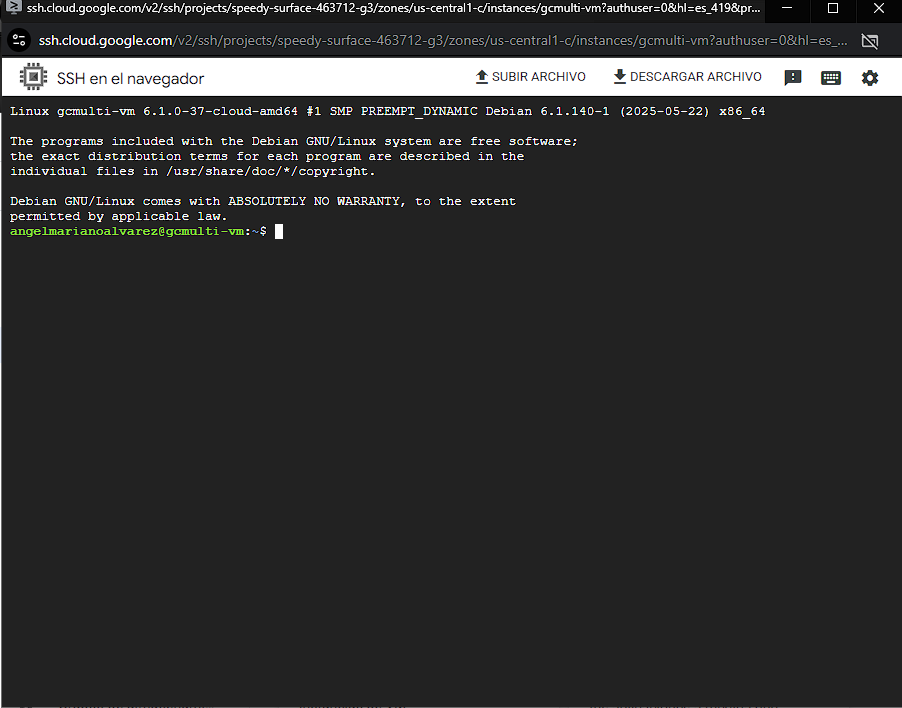 ssh.cloud.google.com/v2/ssh/projects/speedy-surface-463712-g3/zones/us-central1-c/instances/gcmulti-vm?authuser=0&hl=es_419&pr...
ssh.cloud.google.com/v2/ssh/projects/speedy-surface-463712-g3/zones/us-central1-c/instances/gcmulti-vm?authuser=0&hl=es_...
SSH en el navegador
SUBIR ARCHIVO
DESCARGAR ARCHIVO
Linux gcmulti-vm 6.1.0-37-cloud-amd64 #1 SMP PREEMPT_DYNAMIC Debian 6.1.140-1 (2025-05-22) x86_64
The programs included with the Debian GNU/Linux system are free software;
the exact distribution terms for each program are described in the
individual files in /usr/share/doc/*/copyright.
Debian GNU/Linux comes with ABSOLUTELY NO WARRANTY, to the extent
permitted by applicable law.
angelmarianoalvarez@gcmulti-vm:~$